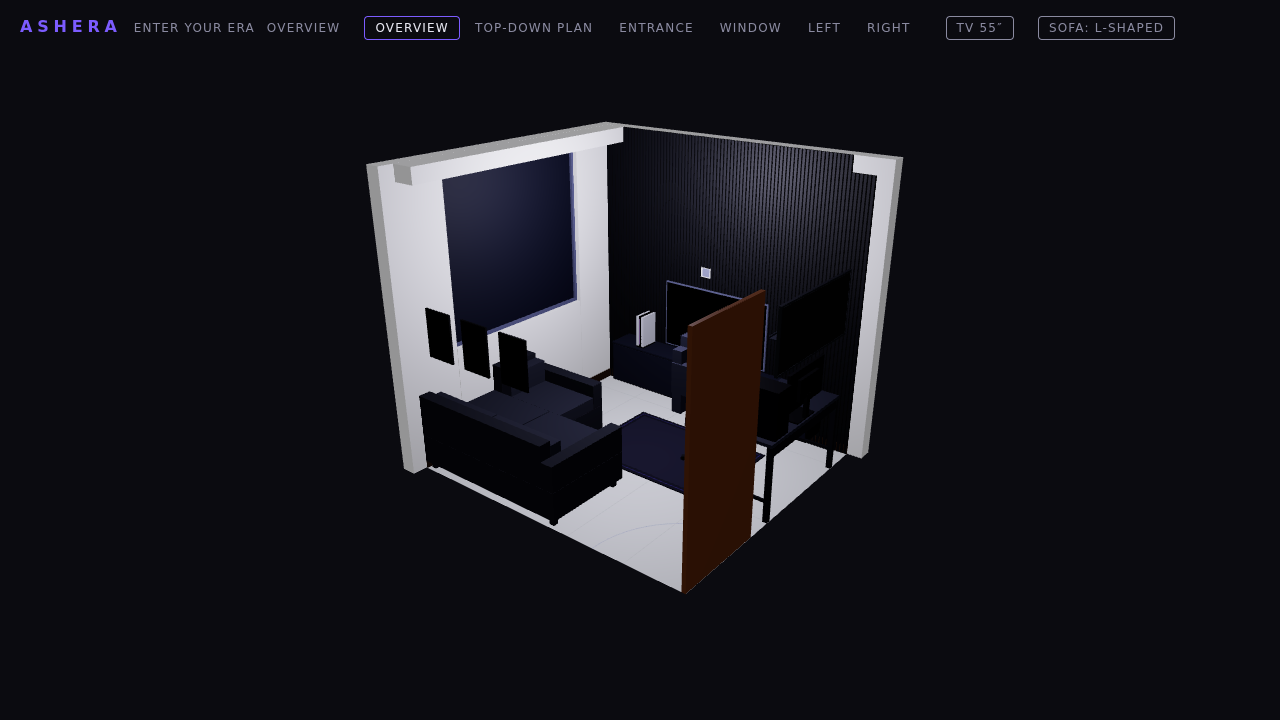 ASHERA ENTER YOUR ERA OVERVIEW OVERVIEW TOP-DOWN PLAN ENTRANCE WINDOW LEFT RIGHT TV 55″ SOFA: L-SHAPED